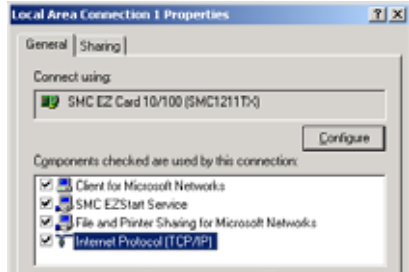 Local Area Connection 1 Properties
General Sharing
Connect using:
SMC EZ Card 10/100 (SMC1211TX)
Configure
Components checked are used by this connection:
Client for Microsoft Networks
SMC EZStart Service
File and Printer Sharing for Microsoft Networks
Internet Protocol (TCP/IP)